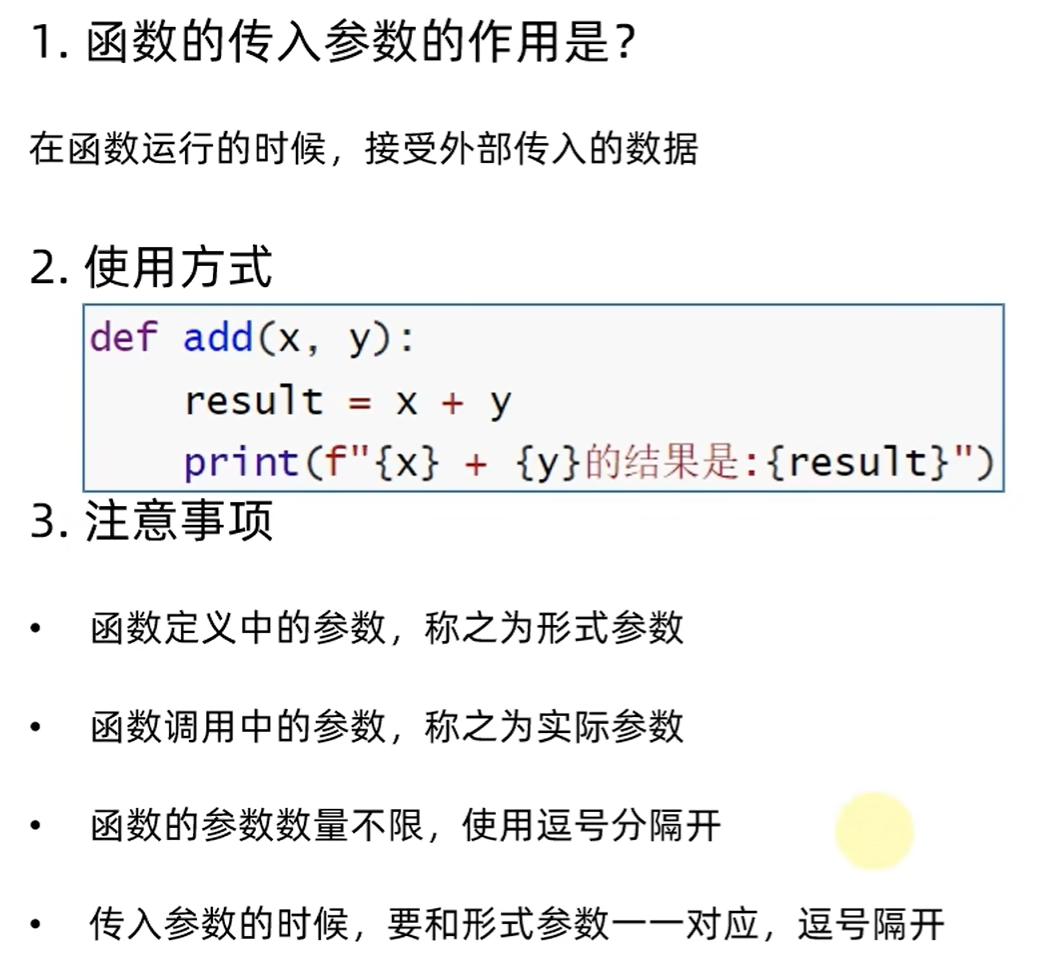 1. 函数的传入参数的作用是？
在函数运行的时候，接受外部传入的数据
2. 使用方式
def add(x, y):
    result = x + y
    print(f"{x} + {y}的结果是:{result}")
3. 注意事项
• 函数定义中的参数，称之为形式参数
• 函数调用中的参数，称之为实际参数
• 函数的参数数量不限，使用逗号分隔开
• 传入参数的时候，要和形式参数一一对应，逗号隔开